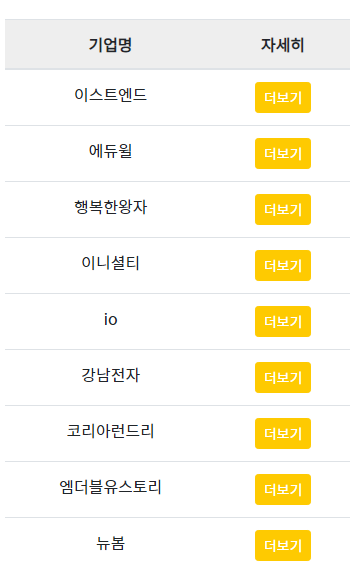 기업명 자세히
이스트엔드 더보기
에듀윌 더보기
행복한왕자 더보기
이니셜티 더보기
io 더보기
강남전자 더보기
코리아런드리 더보기
엠더블유스토리 더보기
뉴봄 더보기